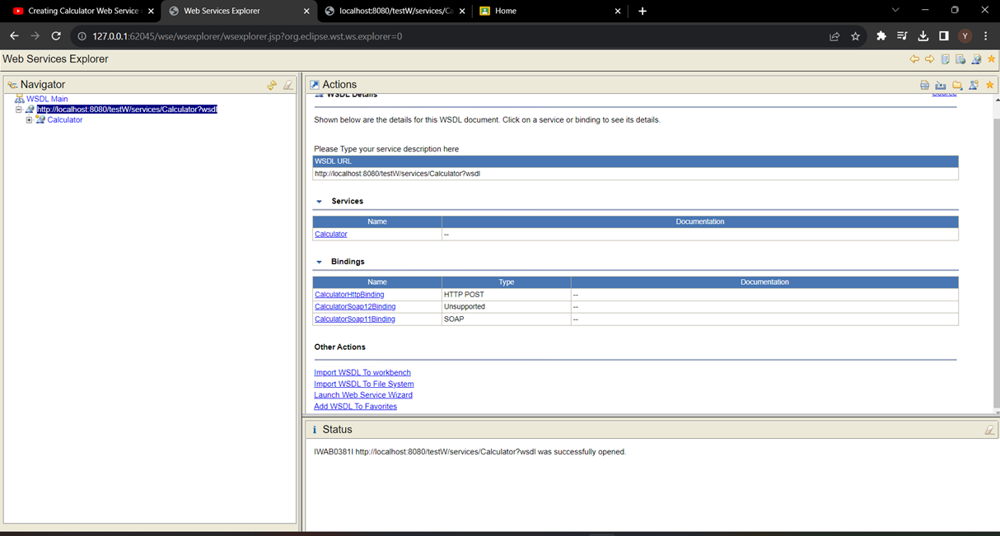 Creating Calculator Web Service
Web Services Explorer
localhost:8080/testW/services/Ca
Home
127.0.0.1:62045/wse/wsexplorer/wsexplorer.jsp?org.eclipse.wst.ws.explorer=0
Y
Web Services Explorer
Navigator
WSDL Main
http://localhost:8080/testW/services/Calculator?wsdl
Calculator
Actions
WSDL Details
Source
Shown below are the details for this WSDL document. Click on a service or binding to see its details.
Please Type your service description here
WSDL URL
http://localhost:8080/testW/services/Calculator?wsdl
Services
Name Documentation
Calculator --
Bindings
Name Type Documentation
CalculatorHttpBinding HTTP POST --
CalculatorSoap12Binding Unsupported --
CalculatorSoap11Binding SOAP --
Other Actions
Import WSDL To workbench
Import WSDL To File System
Launch Web Service Wizard
Add WSDL To Favorites
Status
IWAB0381I http://localhost:8080/testW/services/Calculator?wsdl was successfully opened.